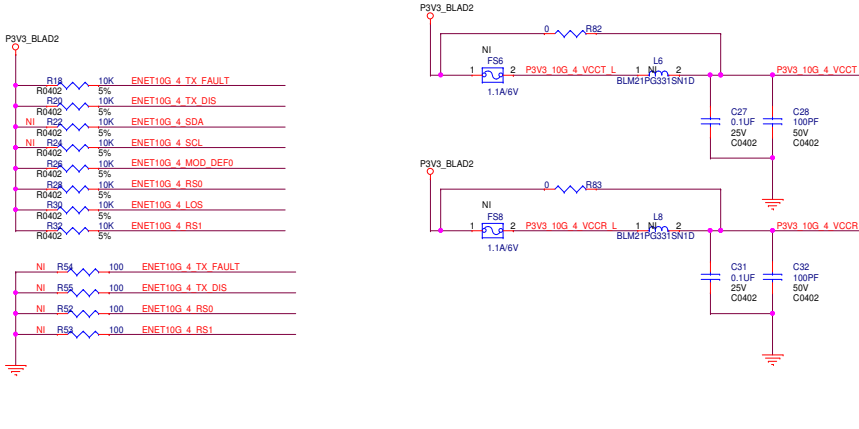 P3V3_BLAD2
R18 10K ENET10G_4_TX_FAULT
R0402 5%
R20 10K ENET10G_4_TX_DIS
R0402 5%
NI R22 10K ENET10G_4_SDA
R0402 5%
NI R24 10K ENET10G_4_SCL
R0402 5%
R26 10K ENET10G_4_MOD_DEF0
R0402 5%
R28 10K ENET10G_4_RS0
R0402 5%
R30 10K ENET10G_4_LOS
R0402 5%
R32 10K ENET10G_4_RS1
R0402 5%
NI R54 100 ENET10G_4_TX_FAULT
NI R55 100 ENET10G_4_TX_DIS
NI R52 100 ENET10G_4_RS0
NI R53 100 ENET10G_4_RS1
P3V3_BLAD2
0 R82
NI
FS6
1 2 P3V3_10G_4_VCCT_L
1.1A/6V
L6
1 NI 2
BLM21PG331SN1D
P3V3_10G_4_VCCT
C27
0.1UF
25V
C0402
C28
100PF
50V
C0402
P3V3_BLAD2
0 R83
NI
FS8
1 2 P3V3_10G_4_VCCR_L
1.1A/6V
L8
1 NI 2
BLM21PG331SN1D
P3V3_10G_4_VCCR
C31
0.1UF
25V
C0402
C32
100PF
50V
C0402